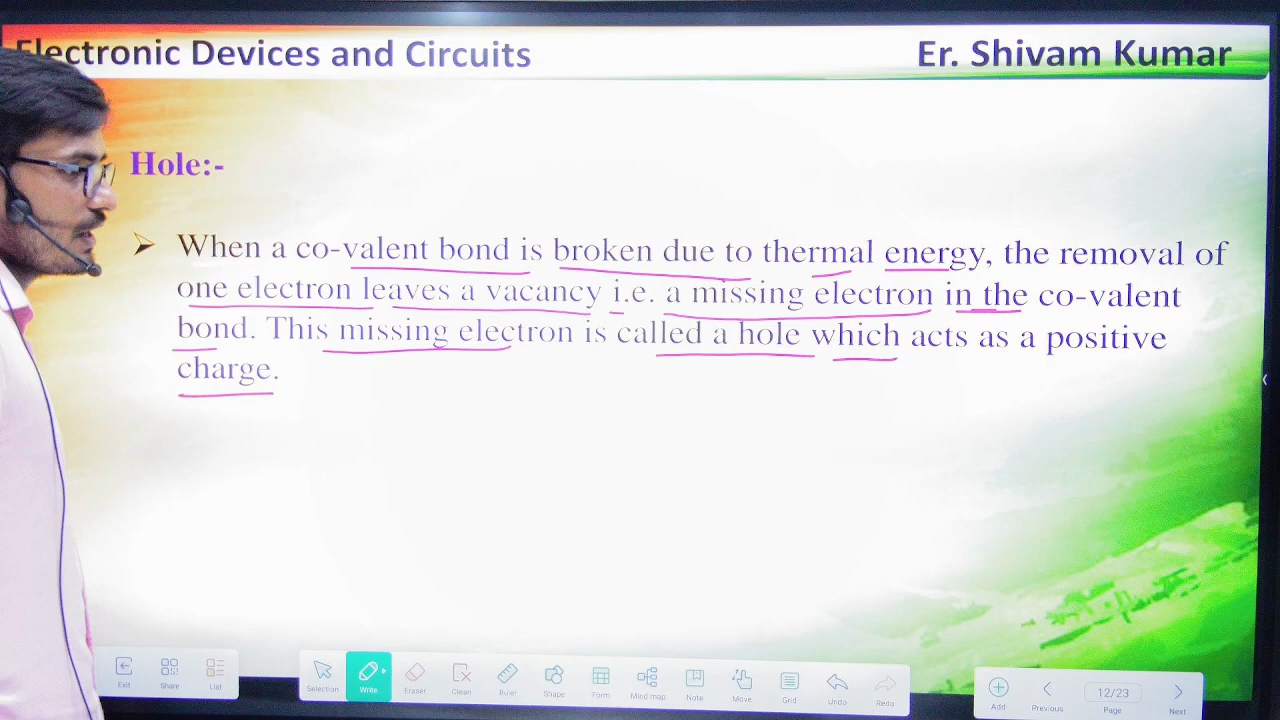 Electronic Devices and Circuits
Er. Shivam Kumar
Hole:-
➤ When a co-valent bond is broken due to thermal energy, the removal of
one electron leaves a vacancy i.e. a missing electron in the co-valent
bond. This missing electron is called a hole which acts as a positive
charge.
Exit Share List Selection Write Eraser Clean Ruler Shape Form Mind map Note Move Grid Undo Redo Add Previous 12/23 Page Next